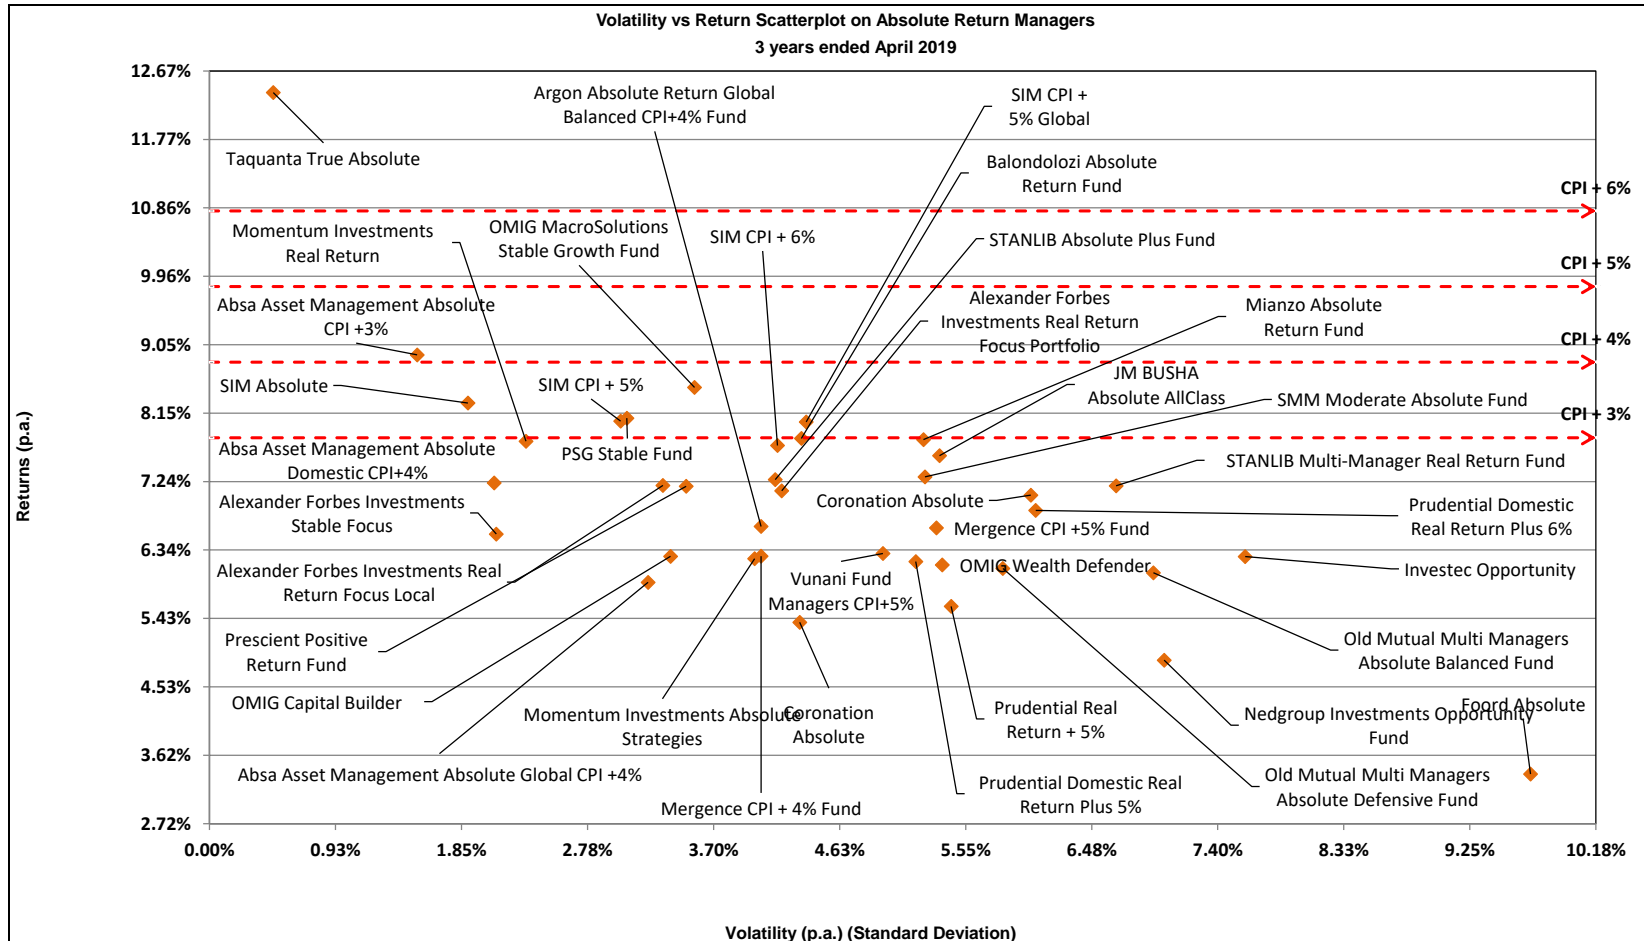 Volatility vs Return Scatterplot on Absolute Return Managers
3 years ended April 2019
12.67%
11.77%
10.86%
9.96%
9.05%
8.15%
7.24%
6.34%
5.43%
4.53%
3.62%
2.72%
Returns (p.a.)
Argon Absolute Return Global
Balanced CPI+4% Fund
SIM CPI +
5% Global
Taquanta True Absolute
Balondolozi Absolute
Return Fund
CPI + 6%
Momentum Investments
Real Return
OMIG MacroSolutions
Stable Growth Fund
SIM CPI + 6%
STANLIB Absolute Plus Fund
CPI + 5%
Absa Asset Management Absolute
CPI +3%
Alexander Forbes
Investments Real Return
Focus Portfolio
Mianzo Absolute
Return Fund
CPI + 4%
SIM Absolute
SIM CPI + 5%
JM BUSHA
Absolute AllClass
SMM Moderate Absolute Fund
CPI + 3%
Absa Asset Management Absolute
Domestic CPI+4%
PSG Stable Fund
STANLIB Multi-Manager Real Return Fund
Alexander Forbes Investments
Stable Focus
Coronation Absolute
Prudential Domestic
Real Return Plus 6%
Mergence CPI +5% Fund
Alexander Forbes Investments Real
Return Focus Local
Vunani Fund
Managers CPI+5%
OMIG Wealth Defender
Investec Opportunity
Prescient Positive
Return Fund
Old Mutual Multi Managers
Absolute Balanced Fund
OMIG Capital Builder
Momentum Investments Absolute
Strategies
Coronation
Absolute
Prudential Real
Return + 5%
Nedgroup Investments Opportunity
Fund
Foord Absolute
Absa Asset Management Absolute Global CPI +4%
Mergence CPI + 4% Fund
Prudential Domestic Real
Return Plus 5%
Old Mutual Multi Managers
Absolute Defensive Fund
0.00%
0.93%
1.85%
2.78%
3.70%
4.63%
5.55%
6.48%
7.40%
8.33%
9.25%
10.18%
Volatility (p.a.) (Standard Deviation)